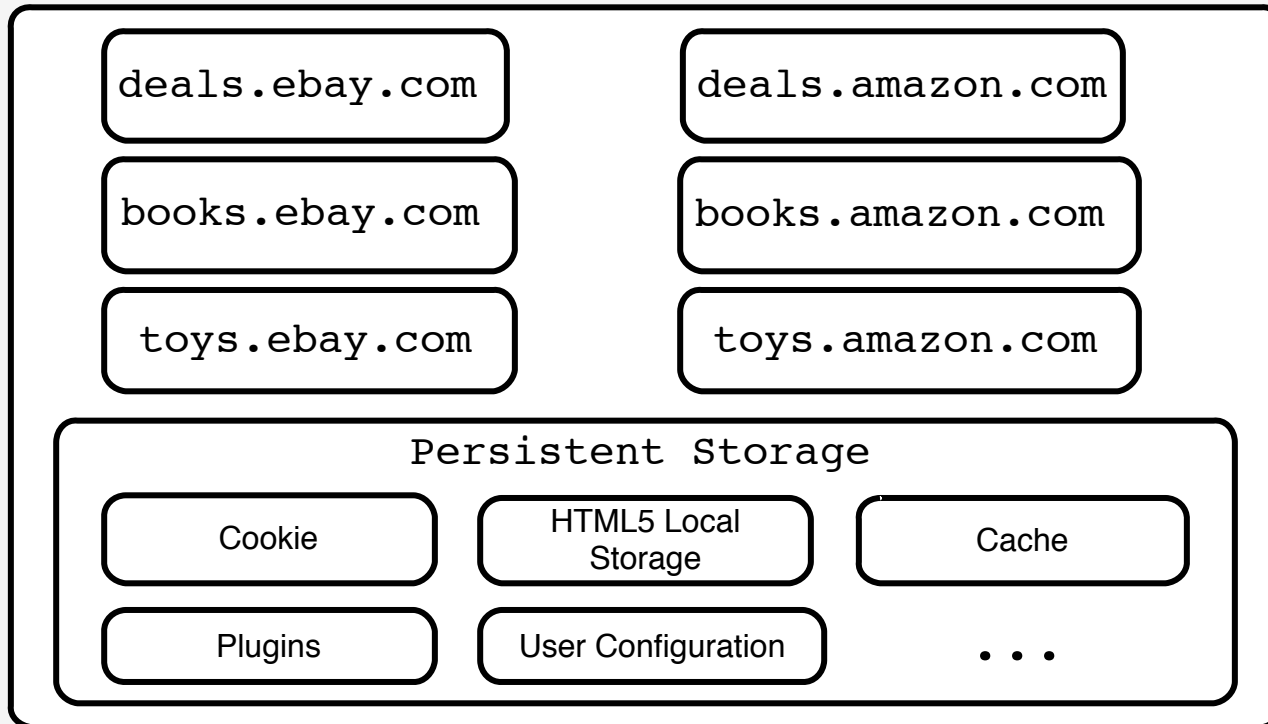 deals.ebay.com
deals.amazon.com
books.ebay.com
books.amazon.com
toys.ebay.com
toys.amazon.com
Persistent Storage
Cookie
HTML5 Local
Storage
Cache
Plugins
User Configuration
...